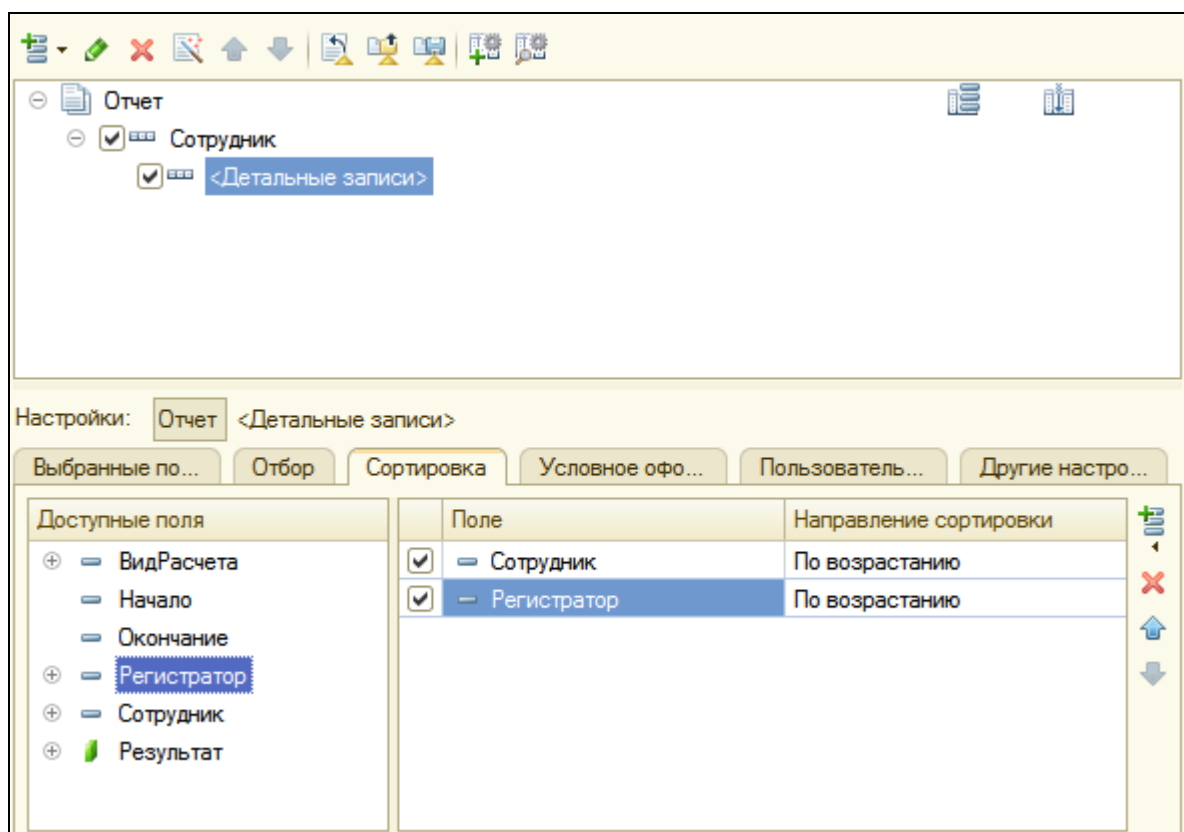 Отчет
Сотрудник
<Детальные записи>
Настройки: Отчет <Детальные записи>
Выбранные по... Отбор Сортировка Условное офо... Пользователь... Другие настро...
Доступные поля Поле Направление сортировки
ВидРасчета Сотрудник По возрастанию
Начало Регистратор По возрастанию
Окончание
Регистратор
Сотрудник
Результат